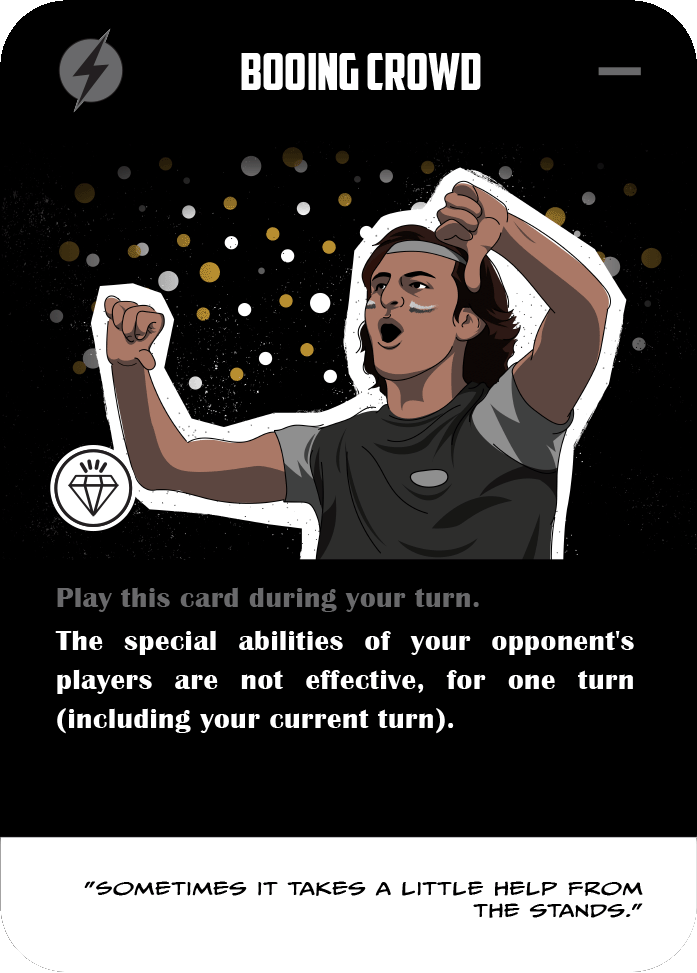 BOOING CROWD
Play this card during your turn.
The special abilities of your opponent's
players are not effective, for one turn
(including your current turn).
"SOMETIMES IT TAKES A LITTLE HELP FROM
THE STANDS."